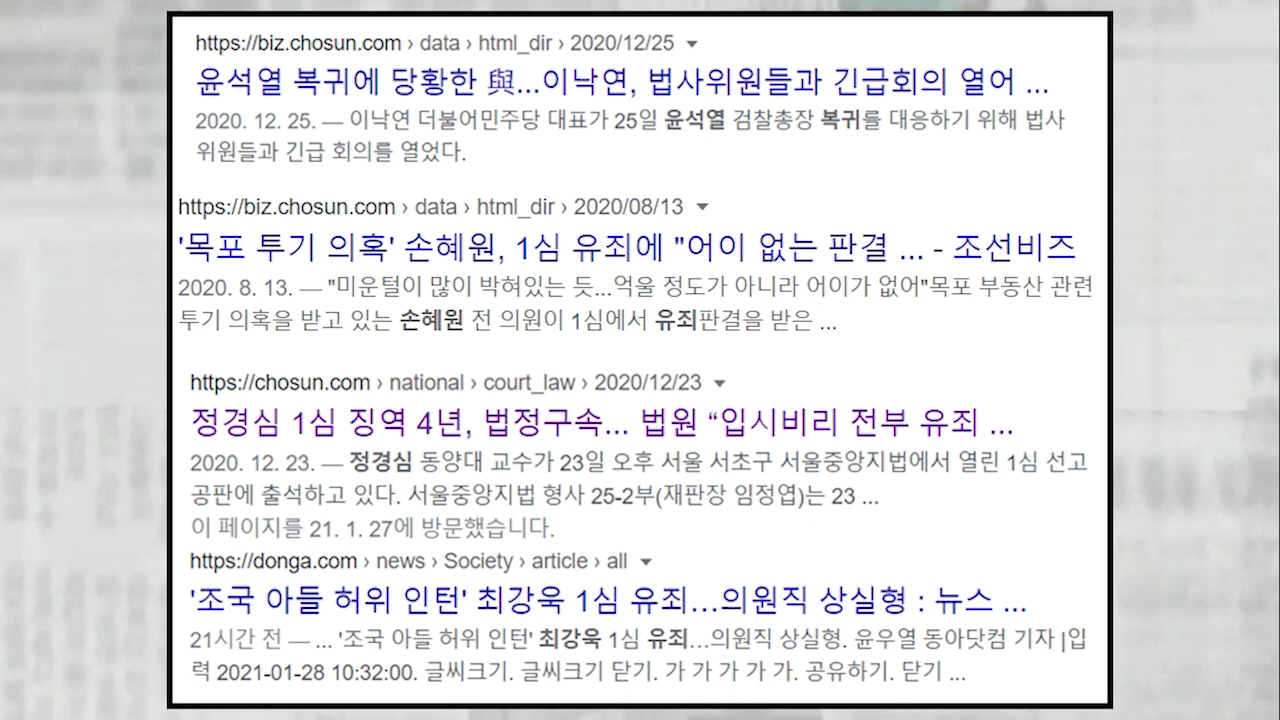 https://biz.chosun.com › data › html_dir › 2020/12/25
윤석열 복귀에 당황한 與...이낙연, 법사위원들과 긴급회의 열어 ...
2020. 12. 25. — 이낙연 더불어민주당 대표가 25일 윤석열 검찰총장 복귀를 대응하기 위해 법사
위원들과 긴급 회의를 열었다.
https://biz.chosun.com › data › html_dir › 2020/08/13
'목포 투기 의혹' 손혜원, 1심 유죄에 "어이 없는 판결 ... - 조선비즈
2020. 8. 13. — "미운털이 많이 박혀있는 듯...억울 정도가 아니라 어이가 없어"목포 부동산 관련
투기 의혹을 받고 있는 손혜원 전 의원이 1심에서 유죄판결을 받은 ...
https://chosun.com › national › court_law › 2020/12/23
정경심 1심 징역 4년, 법정구속... 법원 “입시비리 전부 유죄 ...
2020. 12. 23. — 정경심 동양대 교수가 23일 오후 서울 서초구 서울중앙지법에서 열린 1심 선고
공판에 출석하고 있다. 서울중앙지법 형사 25-2부(재판장 임정엽)는 23 ...
이 페이지를 21. 1. 27에 방문했습니다.
https://donga.com › news › Society › article › all
'조국 아들 허위 인턴' 최강욱 1심 유죄…의원직 상실형 : 뉴스 ...
21시간 전 — ... '조국 아들 허위 인턴' 최강욱 1심 유죄…의원직 상실형. 윤우열 동아닷컴 기자 |입
력 2021-01-28 10:32:00. 글씨크기. 글씨크기 닫기. 가 가 가 가 가. 공유하기. 닫기 ...